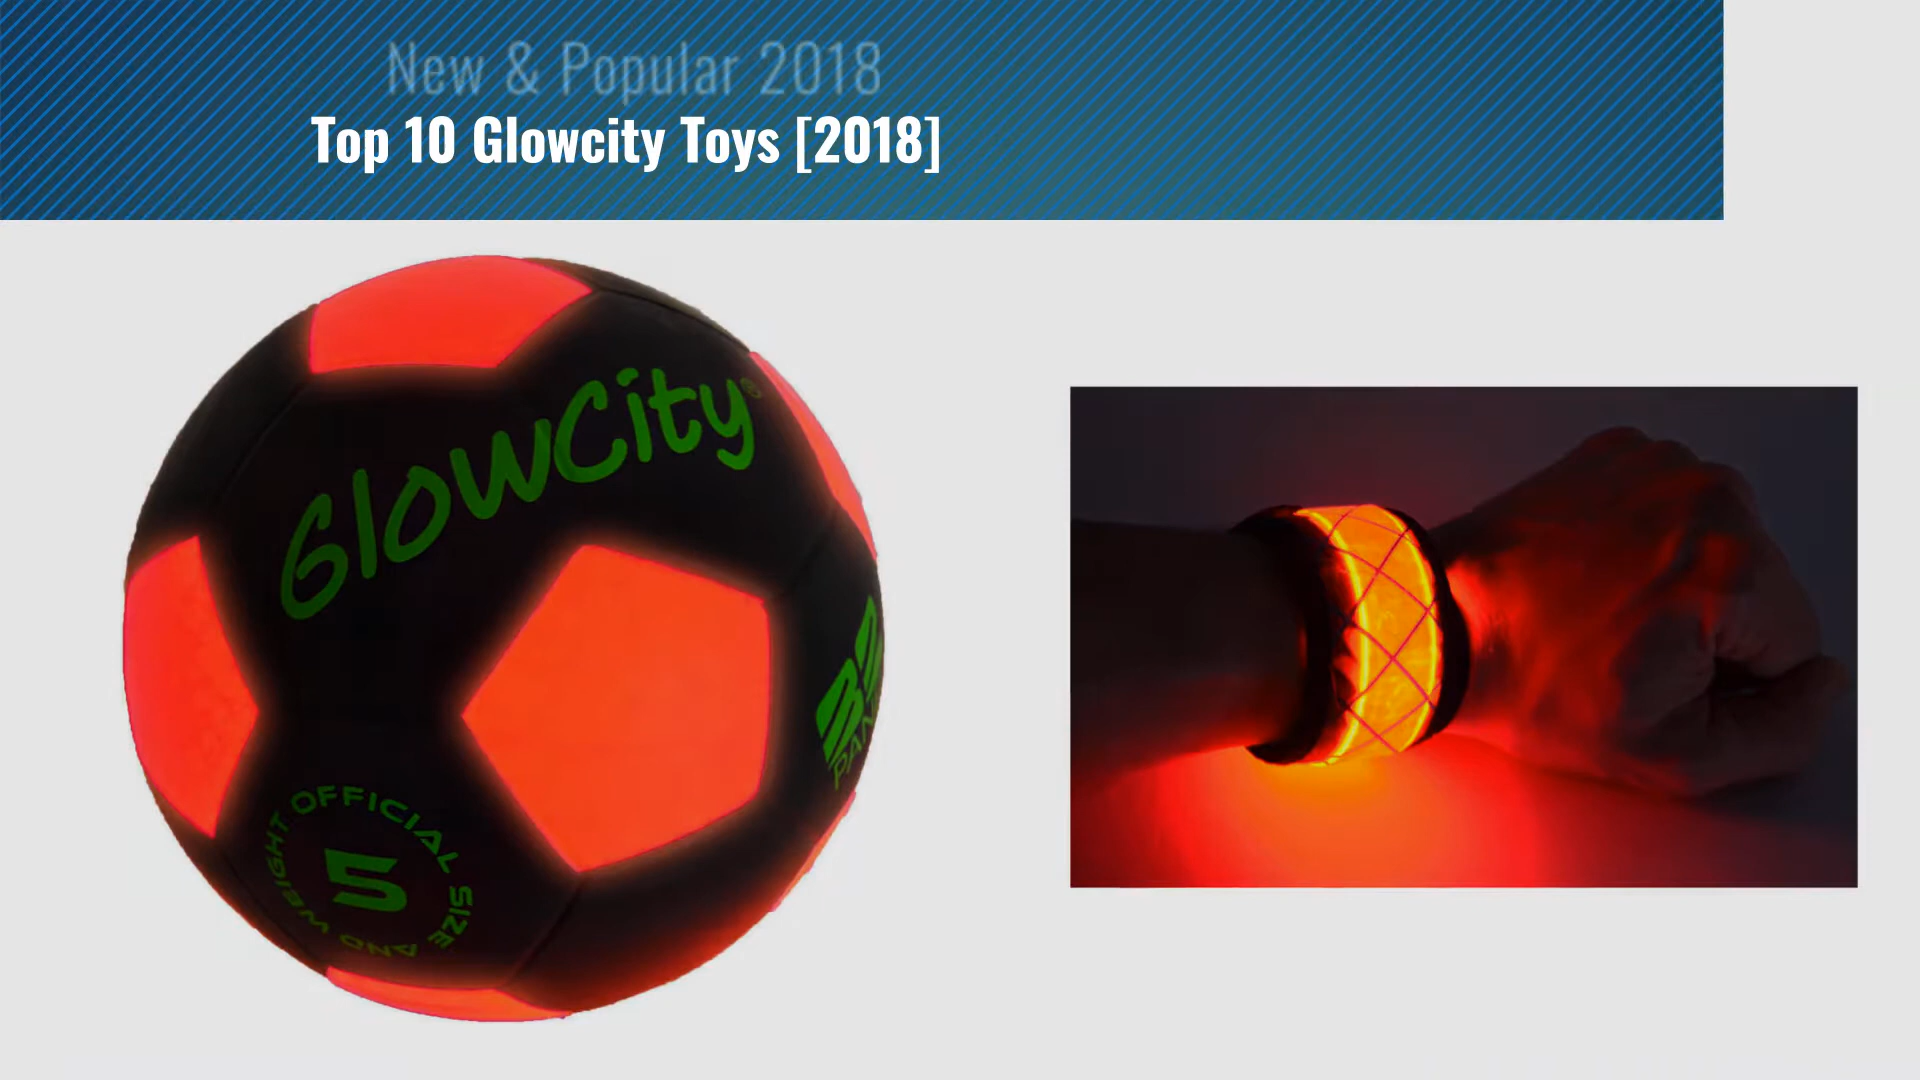 New & Popular 2018
Top 10 Glowcity Toys [2018]
GlowCity®
OFFICIAL SIZE AND WEIGHT
5